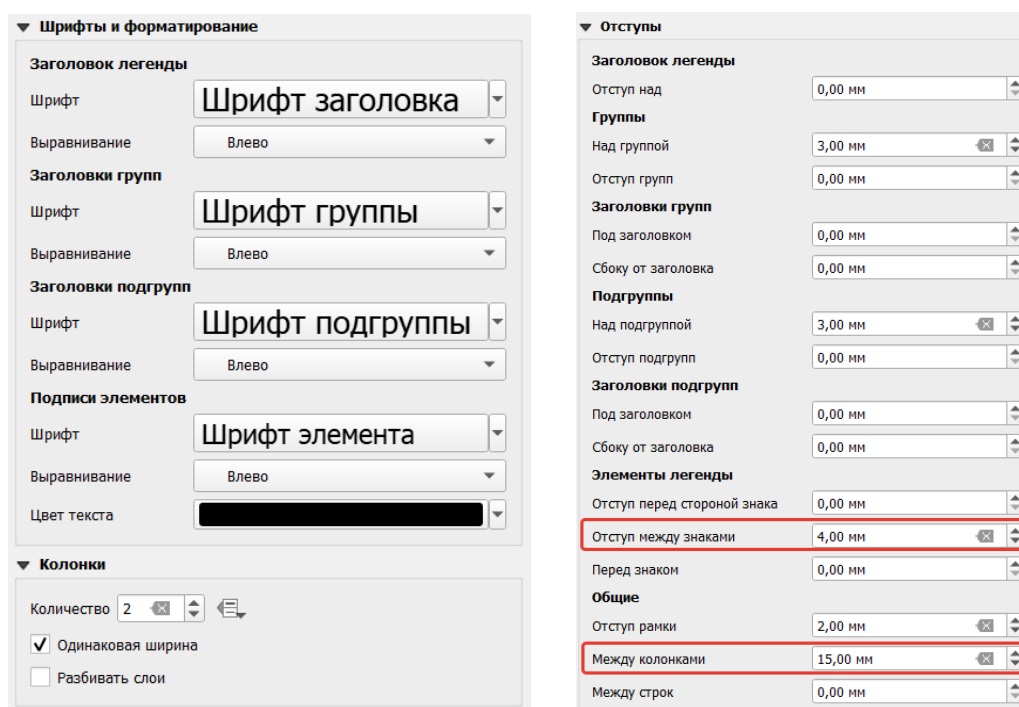 Шрифты и форматирование
Заголовок легенды
Шрифт Шрифт заголовка
Выравнивание Влево
Заголовки групп
Шрифт Шрифт группы
Выравнивание Влево
Заголовки подгрупп
Шрифт Шрифт подгруппы
Выравнивание Влево
Подписи элементов
Шрифт Шрифт элемента
Выравнивание Влево
Цвет текста
Колонки
Количество 2
Одинаковая ширина
Разбивать слои
Отступы
Заголовок легенды
Отступ над 0,00 мм
Группы
Над группой 3,00 мм
Отступ групп 0,00 мм
Заголовки групп
Под заголовком 0,00 мм
Сбоку от заголовка 0,00 мм
Подгруппы
Над подгруппой 3,00 мм
Отступ подгрупп 0,00 мм
Заголовки подгрупп
Под заголовком 0,00 мм
Сбоку от заголовка 0,00 мм
Элементы легенды
Отступ перед стороной знака 0,00 мм
Отступ между знаками 4,00 мм
Перед знаком 0,00 мм
Общие
Отступ рамки 2,00 мм
Между колонками 15,00 мм
Между строк 0,00 мм